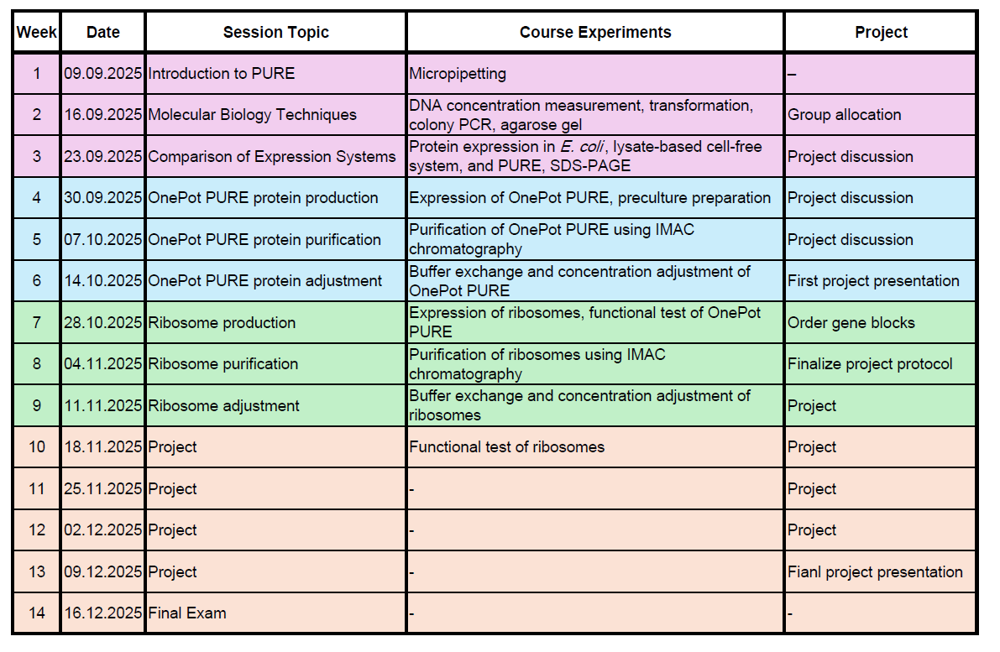 Week Date Session Topic Course Experiments Project
1 09.09.2025 Introduction to PURE Micropipetting –
2 16.09.2025 Molecular Biology Techniques DNA concentration measurement, transformation,
colony PCR, agarose gel Group allocation
3 23.09.2025 Comparison of Expression Systems Protein expression in E. coli, lysate-based cell-free
system, and PURE, SDS-PAGE Project discussion
4 30.09.2025 OnePot PURE protein production Expression of OnePot PURE, preculture preparation Project discussion
5 07.10.2025 OnePot PURE protein purification Purification of OnePot PURE using IMAC
chromatography Project discussion
6 14.10.2025 OnePot PURE protein adjustment Buffer exchange and concentration adjustment of
OnePot PURE First project presentation
7 28.10.2025 Ribosome production Expression of ribosomes, functional test of OnePot
PURE Order gene blocks
8 04.11.2025 Ribosome purification Purification of ribosomes using IMAC
chromatography Finalize project protocol
9 11.11.2025 Ribosome adjustment Buffer exchange and concentration adjustment of
ribosomes Project
10 18.11.2025 Project Functional test of ribosomes Project
11 25.11.2025 Project - Project
12 02.12.2025 Project - Project
13 09.12.2025 Project - Fianl project presentation
14 16.12.2025 Final Exam - -